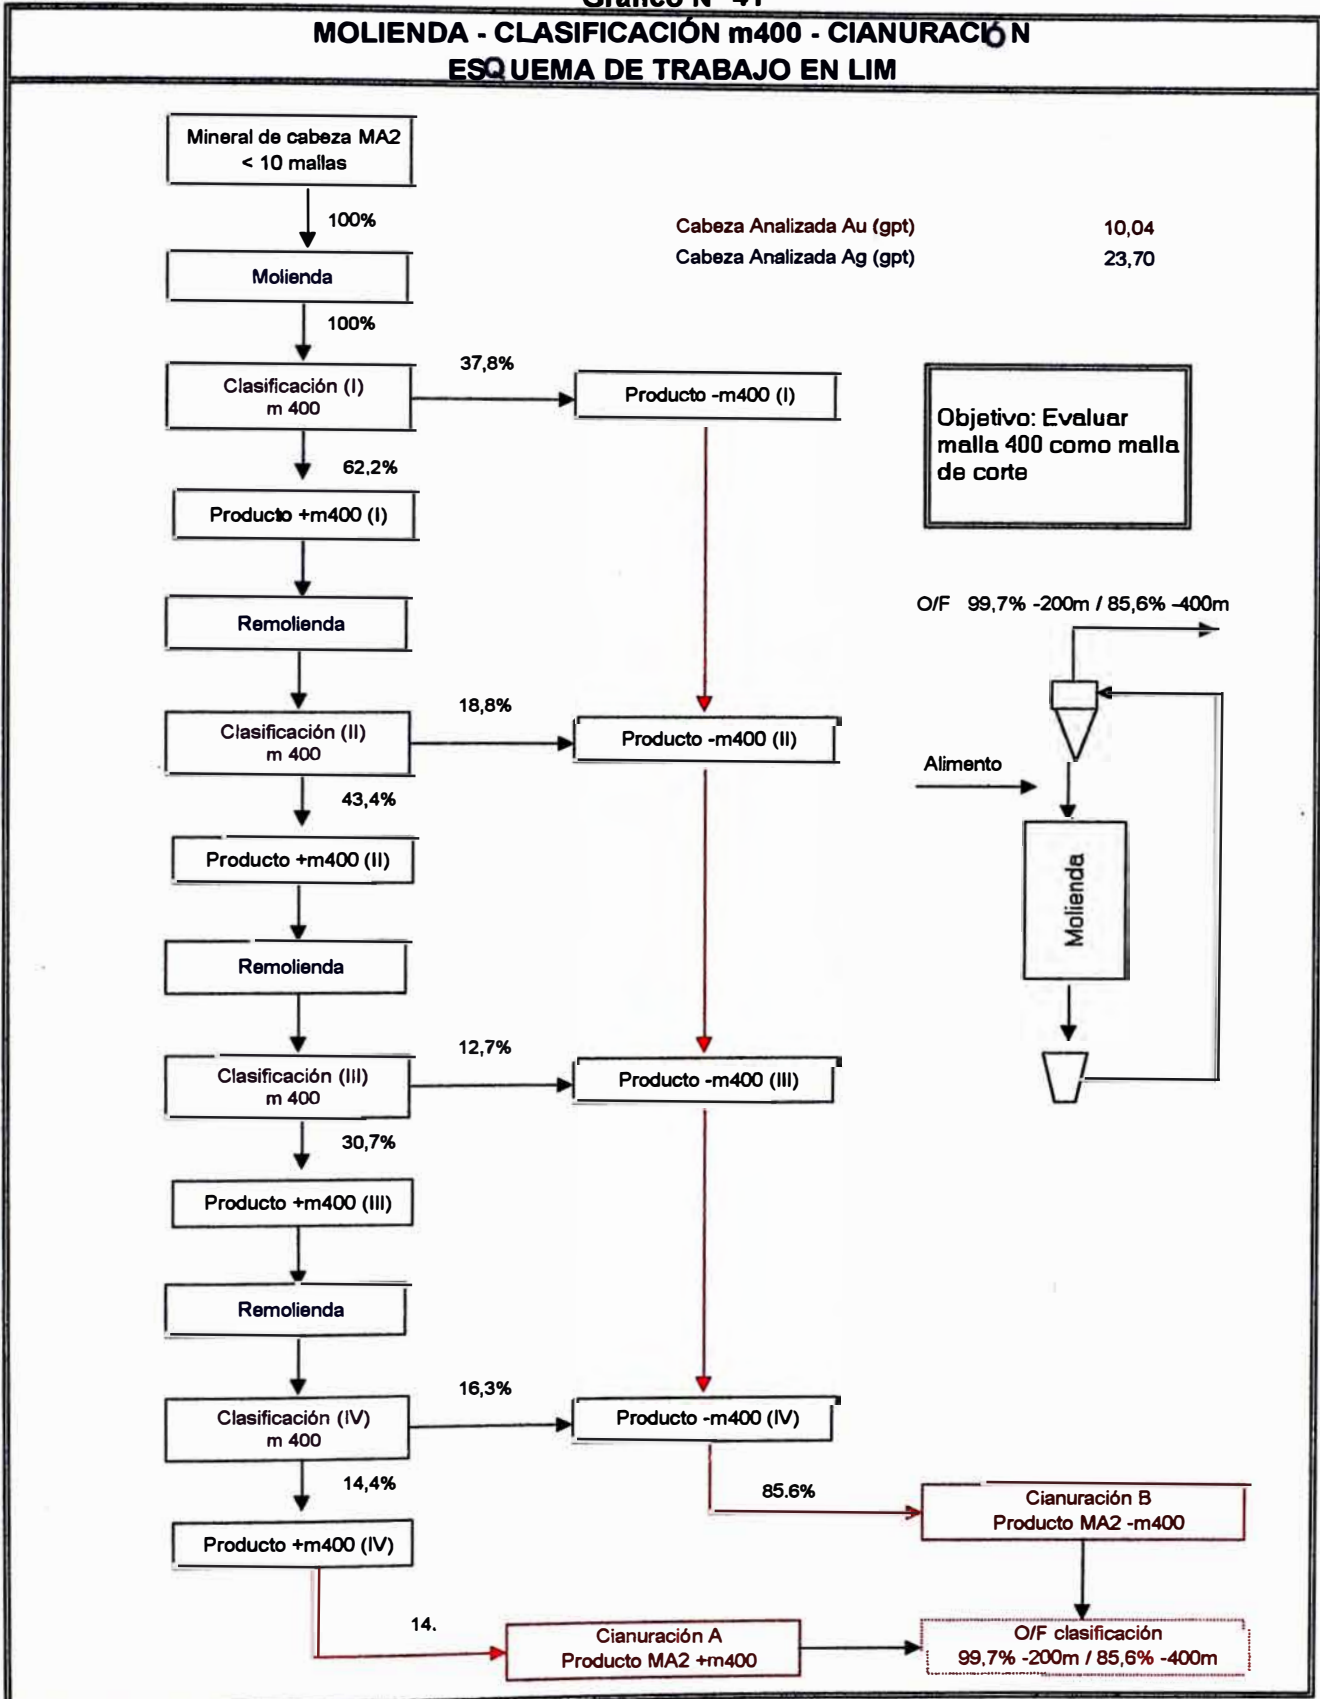 Gráfico N° 41
MOLIENDA - CLASIFICACIÓN m400 - CIANURACIÓN
ESQUEMA DE TRABAJO EN LIM
Mineral de cabeza MA2
< 10 mallas
100%
Cabeza Analizada Au (gpt) 10,04
Cabeza Analizada Ag (gpt) 23,70
Molienda
100%
Clasificación (I)
m 400
37,8%
Producto -m400 (I)
Objetivo: Evaluar
malla 400 como malla
de corte
62,2%
Producto +m400 (I)
Remolienda
O/F 99,7% -200m / 85,6% -400m
Clasificación (II)
m 400
18,8%
Producto -m400 (II)
Alimento
43,4%
Producto +m400 (II)
Molienda
Remolienda
Clasificación (III)
m 400
12,7%
Producto -m400 (III)
30,7%
Producto +m400 (III)
Remolienda
Clasificación (IV)
m 400
16,3%
Producto -m400 (IV)
14,4%
85.6%
Cianuración B
Producto MA2 -m400
Producto +m400 (IV)
14.
Cianuración A
Producto MA2 +m400
O/F clasificación
99,7% -200m / 85,6% -400m